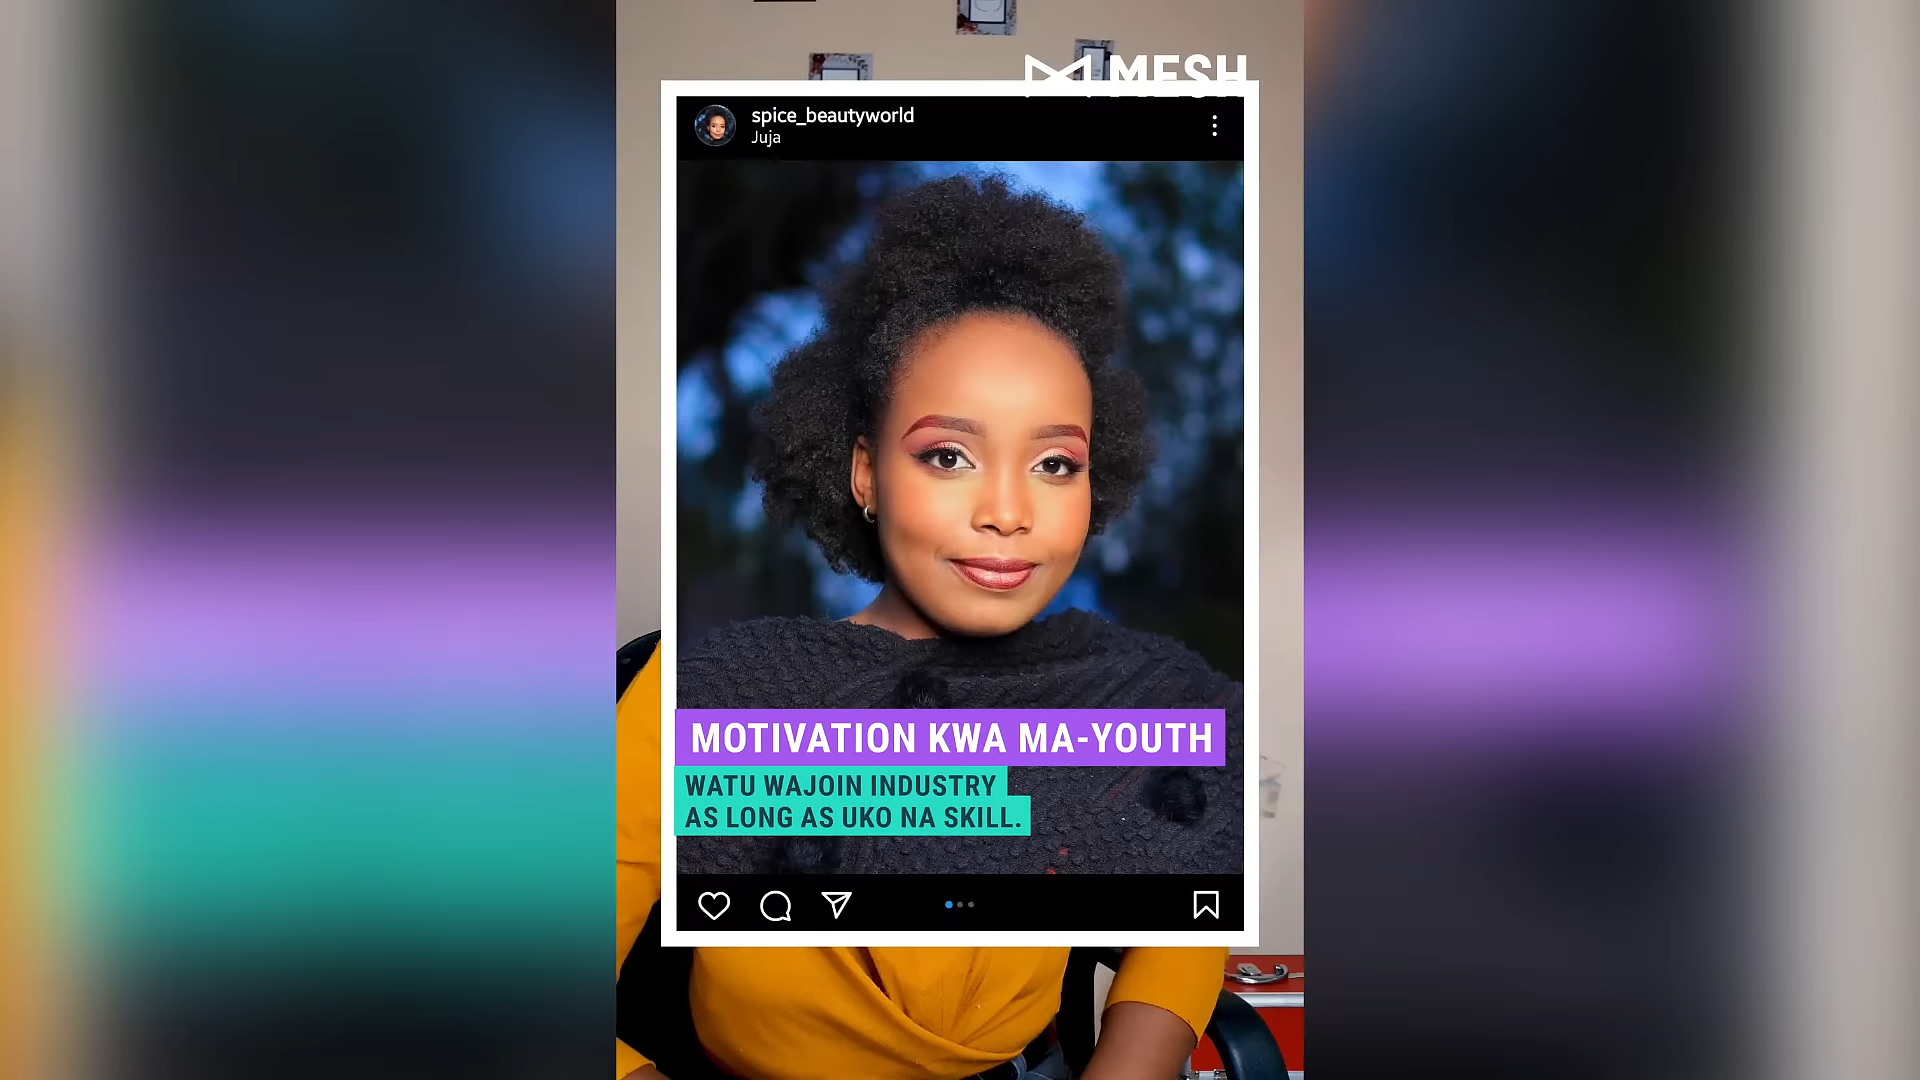 MESH
spice_beautyworld
Juja
MOTIVATION KWA MA-YOUTH
WATU WAJOIN INDUSTRY
AS LONG AS UKO NA SKILL.